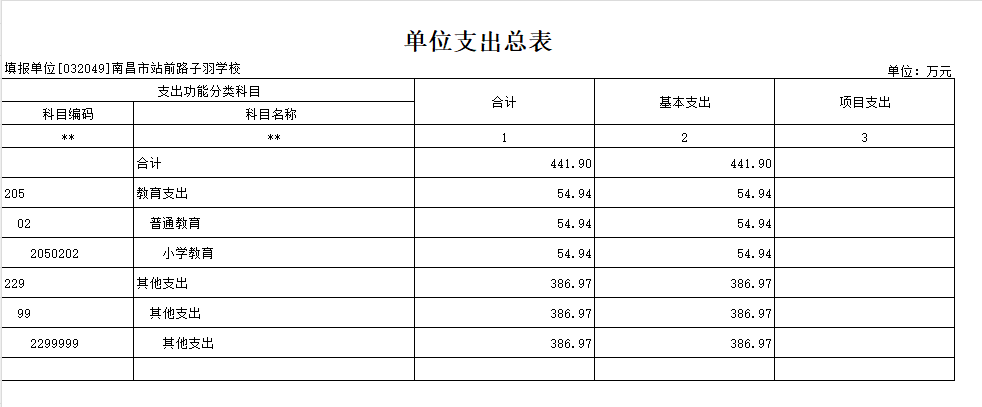 单位支出总表
填报单位[032049]南昌市站前路子羽学校 单位：万元
支出功能分类科目 合计 基本支出 项目支出
科目编码 科目名称
** ** 1 2 3
合计 441.90 441.90
205 教育支出 54.94 54.94
02 普通教育 54.94 54.94
2050202 小学教育 54.94 54.94
229 其他支出 386.97 386.97
99 其他支出 386.97 386.97
2299999 其他支出 386.97 386.97